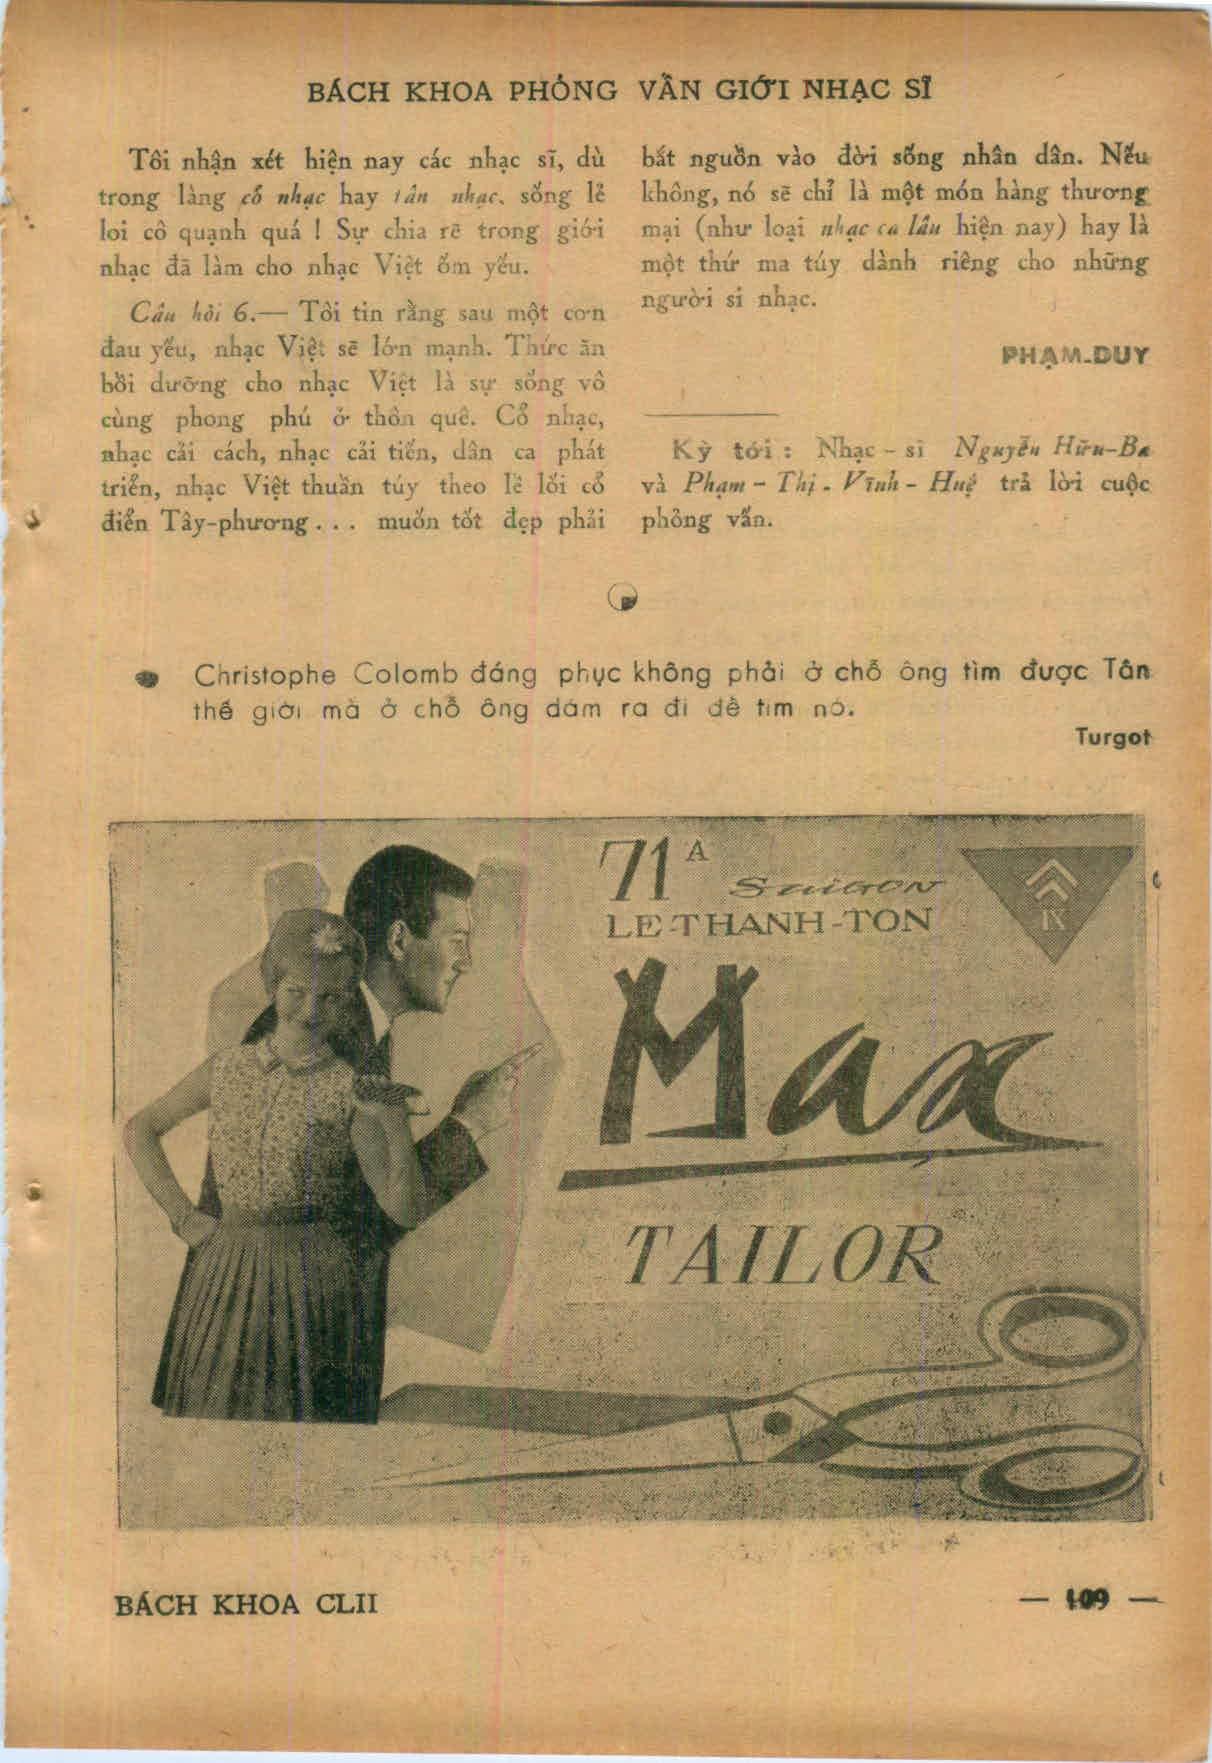 BÁCH KHOA PHỎNG VẤN GIỚI NHẠC SĨ
Tôi nhận xét hiện nay các nhạc sĩ, dù
trong làng cổ nhạc hay tân nhạc, sống lẻ
loi cô quạnh quá ! Sự chia rẽ trong giới
nhạc đã làm cho nhạc Việt ốm yếu.
Câu hỏi 6.— Tôi tin rằng sau một cơn
đau yếu, nhạc Việt sẽ lớn mạnh. Thức ăn
bồi dưỡng cho nhạc Việt là sự sống vô
cùng phong phú ở thôn quê. Cổ nhạc,
nhạc cải cách, nhạc cải tiến, dân ca phát
triển, nhạc Việt thuần túy theo lề lối cổ
điển Tây-phương . . . muốn tốt đẹp phải
bắt nguồn vào đời sống nhân dân. Nếu
không, nó sẽ chỉ là một món hàng thương
mại (như loại nhạc ca lâu hiện nay) hay là
một thứ ma túy dành riêng cho những
người si nhạc.
PHẠM-DUY
Kỳ tới : Nhạc - sĩ Nguyễn Hữu-Ba
và Phạm - Thị - Vĩnh - Huệ trả lời cuộc
phỏng vấn.
Christophe Colomb đáng phục không phải ở chỗ ông tìm được Tân
thế giới mà ở chỗ ông dám ra đi để tìm nó.
Turgot
71A
SAIGON
LE-THANH-TON
Max
TAILOR
BÁCH KHOA CLII
— 109 —